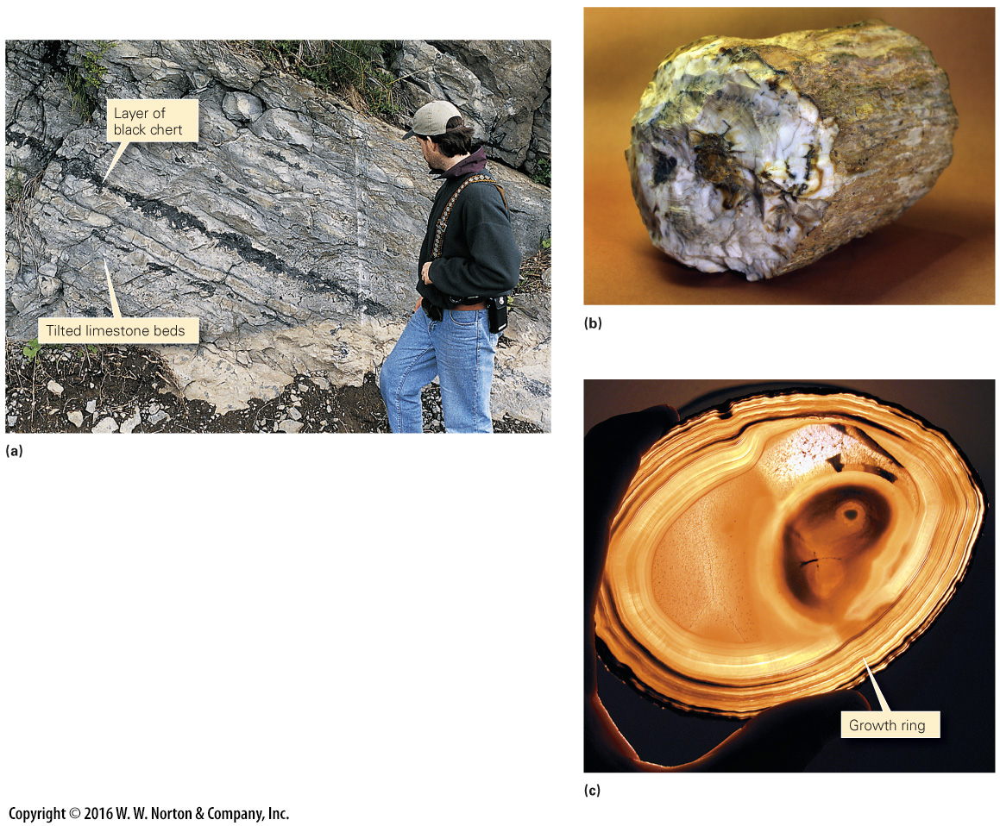 Layer of
black chert
Tilted limestone beds
(a)
(b)
Growth ring
(c)
Copyright © 2016 W. W. Norton & Company, Inc.